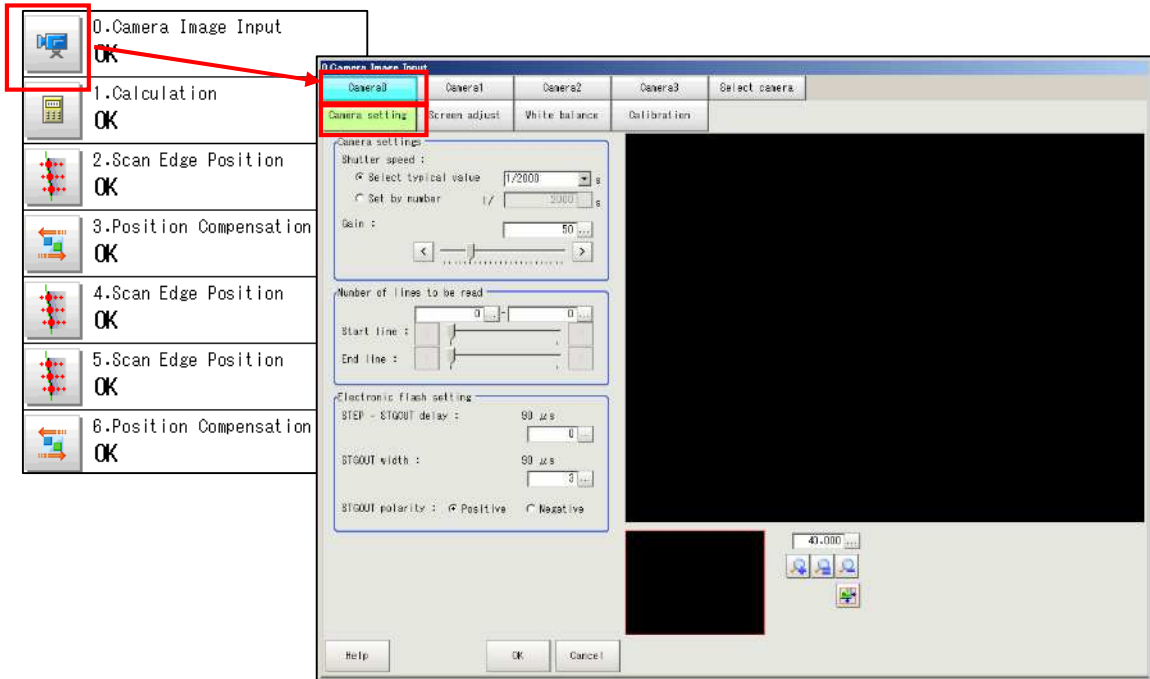 0.Camera Image Input
OK
1.Calculation
OK
2.Scan Edge Position
OK
3.Position Compensation
OK
4.Scan Edge Position
OK
5.Scan Edge Position
OK
6.Position Compensation
OK
0.Camera Image Input
Camera0 Camera1 Camera2 Camera3 Select camera
Camera setting Screen adjust White balance Calibration
Camera settings
Shutter speed :
Select typical value 1/2000 s
Set by number 1/ 2000 ... s
Gain : 50 ...
< >
Number of lines to be read
0 ... - 0 ...
Start line :
End line :
Electronic flash setting
STEP - STGOUT delay : 90 μs
0 ...
STGOUT width : 90 μs
3 ...
STGOUT polarity : Positive Negative
40.000 ...
Help OK Cancel